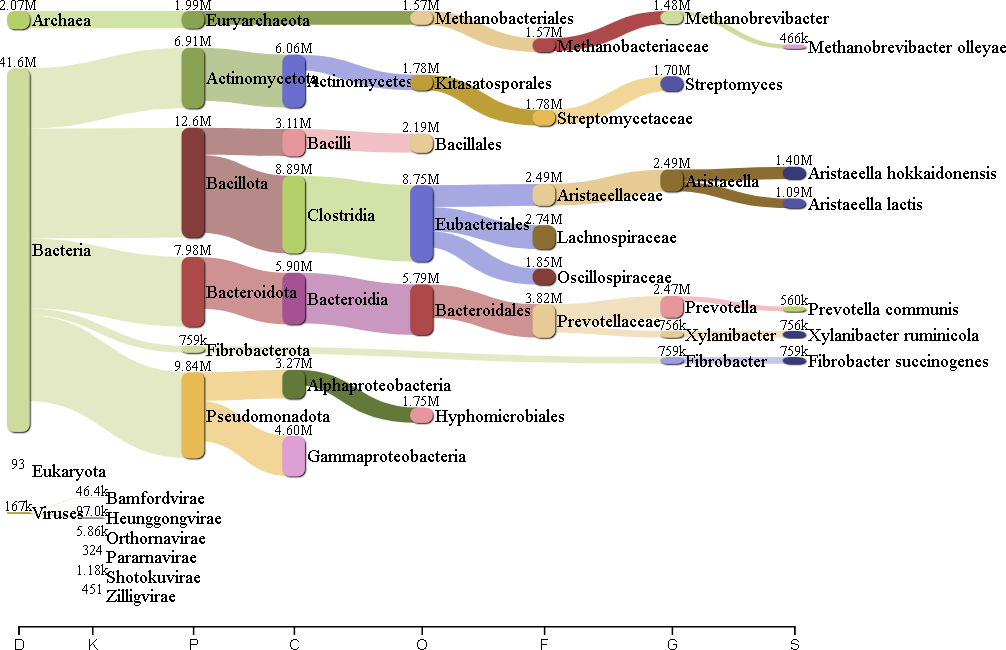 2.07M 1.99M 1.57M 1.48M
Archaea Euryarchaeota Methanobacteriales Methanobrevibacter
1.57M 466k
Methanobacteriaceae Methanobrevibacter olleyae
41.6M 6.91M 6.06M 1.78M 1.70M
Actinomycetota Actinomycetes Kitasatosporales Streptomyces
1.78M
Streptomycetaceae
12.6M 3.11M 2.19M
Bacilli Bacillales
8.89M 8.75M 2.49M 2.49M 1.40M
Bacillota Aristaeella Aristaeella hokkaidonensis
Aristaeellaceae
1.09M
Clostridia Eubacteriales Aristaeella lactis
2.74M
Lachnospiraceae
Bacteria
7.98M 5.90M 5.79M 1.85M
Oscillospiraceae
Bacteroidota Bacteroidia Bacteroidales
3.82M 2.47M 560k
Prevotellaceae Prevotella Prevotella communis
756k 756k
Xylanibacter Xylanibacter ruminicola
759k 759k 759k
Fibrobacterota Fibrobacter Fibrobacter succinogenes
9.84M 3.27M
Alphaproteobacteria
1.75M
Pseudomonadota Hyphomicrobiales
4.60M
Gammaproteobacteria
93
Eukaryota
46.4k
Bamfordvirae
167k
Viruses
97.0k
Heunggongvirae
5.86k
Orthornavirae
324
Pararnavirae
1.18k
Shotokuvirae
451
Zilligvirae
D K P C O F G S